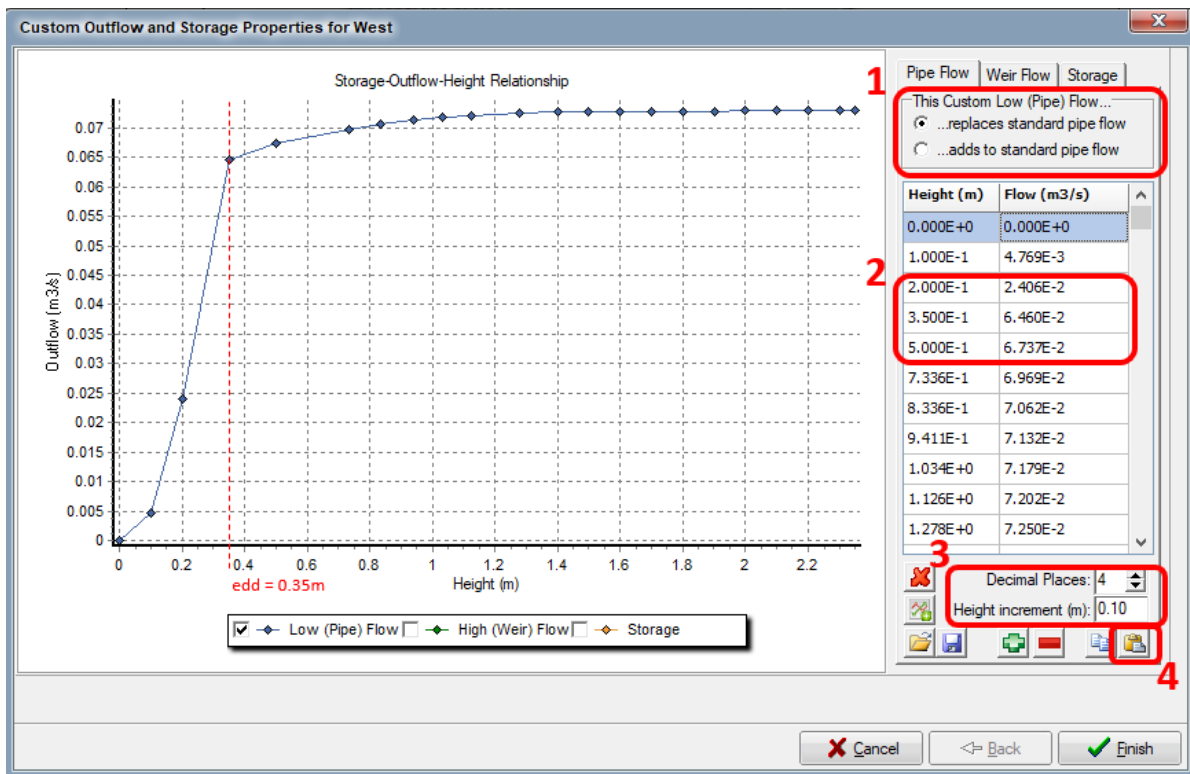 Custom Outflow and Storage Properties for West
Storage-Outflow-Height Relationship
Outflow (m3/s)
0.07
0.065
0.06
0.055
0.05
0.045
0.04
0.035
0.03
0.025
0.02
0.015
0.01
0.005
0
0 0.2 0.4 0.6 0.8 1 1.2 1.4 1.6 1.8 2 2.2
edd = 0.35m
Height (m)
Low (Pipe) Flow High (Weir) Flow Storage
Pipe Flow Weir Flow Storage
1
This Custom Low (Pipe) Flow...
...replaces standard pipe flow
...adds to standard pipe flow
Height (m) Flow (m3/s)
0.000E+0 0.000E+0
1.000E-1 4.769E-3
2
2.000E-1 2.406E-2
3.500E-1 6.460E-2
5.000E-1 6.737E-2
7.336E-1 6.969E-2
8.336E-1 7.062E-2
9.411E-1 7.132E-2
1.034E+0 7.179E-2
1.126E+0 7.202E-2
1.278E+0 7.250E-2
3
Decimal Places: 4
Height increment (m): 0.10
4
Cancel Back Finish